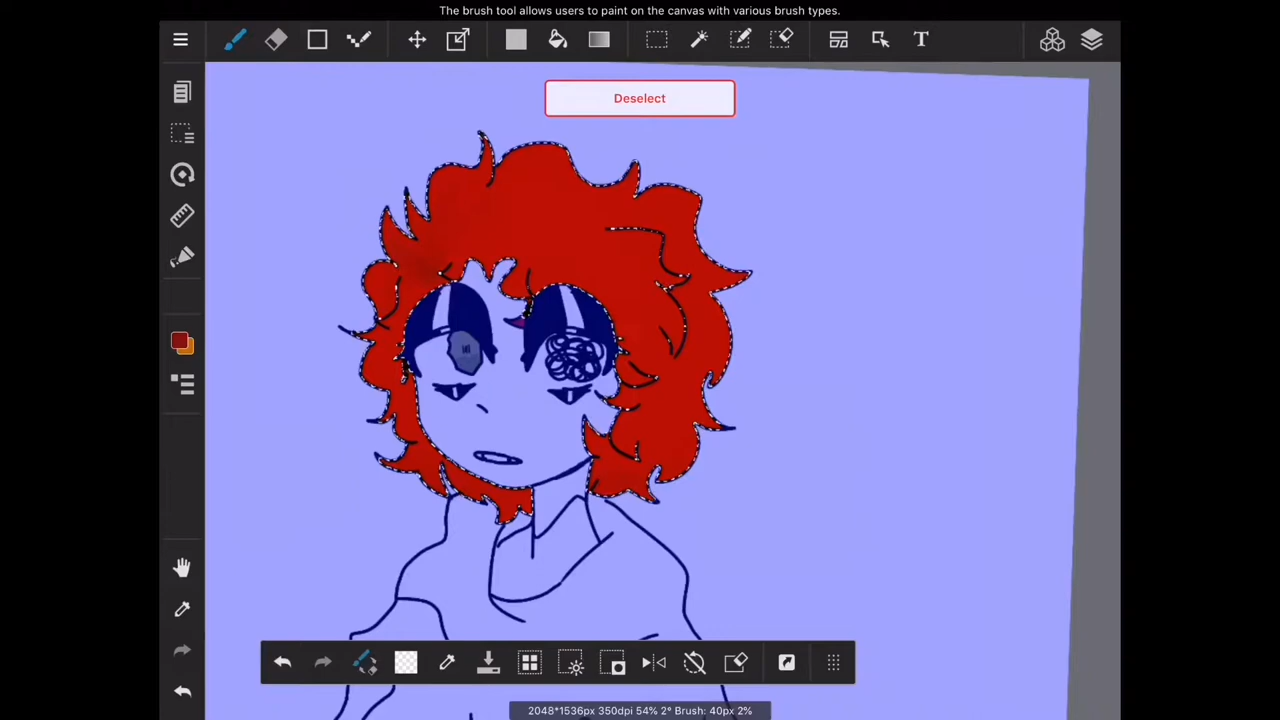 The brush tool allows users to paint on the canvas with various brush types.
T
Deselect
2048*1536px 350dpi 54% 2° Brush: 40px 2%